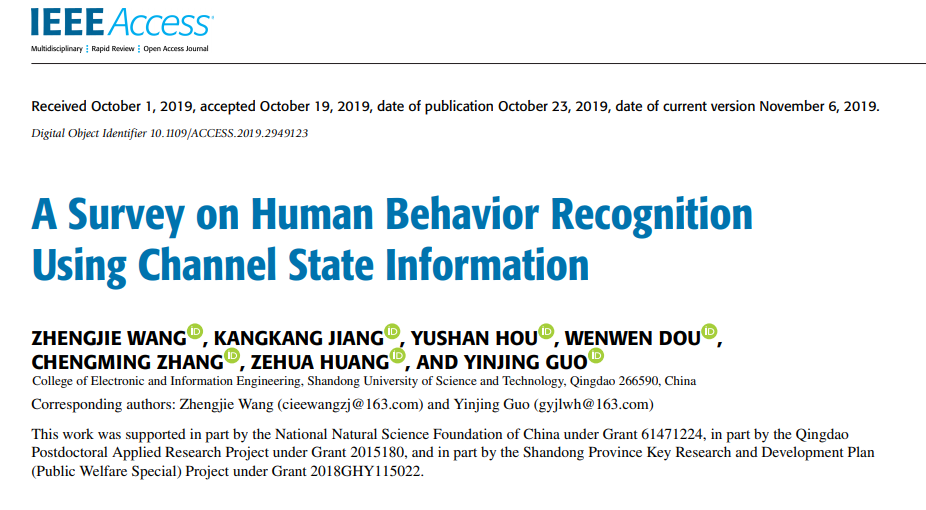 IEEE Access
Multidisciplinary ⋮ Rapid Review ⋮ Open Access Journal
Received October 1, 2019, accepted October 19, 2019, date of publication October 23, 2019, date of current version November 6, 2019.
Digital Object Identifier 10.1109/ACCESS.2019.2949123
A Survey on Human Behavior Recognition
Using Channel State Information
ZHENGJIE WANG iD, KANGKANG JIANG iD, YUSHAN HOU iD, WENWEN DOU iD,
CHENGMING ZHANG iD, ZEHUA HUANG iD, AND YINJING GUO iD
College of Electronic and Information Engineering, Shandong University of Science and Technology, Qingdao 266590, China
Corresponding authors: Zhengjie Wang (cieewangzj@163.com) and Yinjing Guo (gyjlwh@163.com)
This work was supported in part by the National Natural Science Foundation of China under Grant 61471224, in part by the Qingdao
Postdoctoral Applied Research Project under Grant 2015180, and in part by the Shandong Province Key Research and Development Plan
(Public Welfare Special) Project under Grant 2018GHY115022.